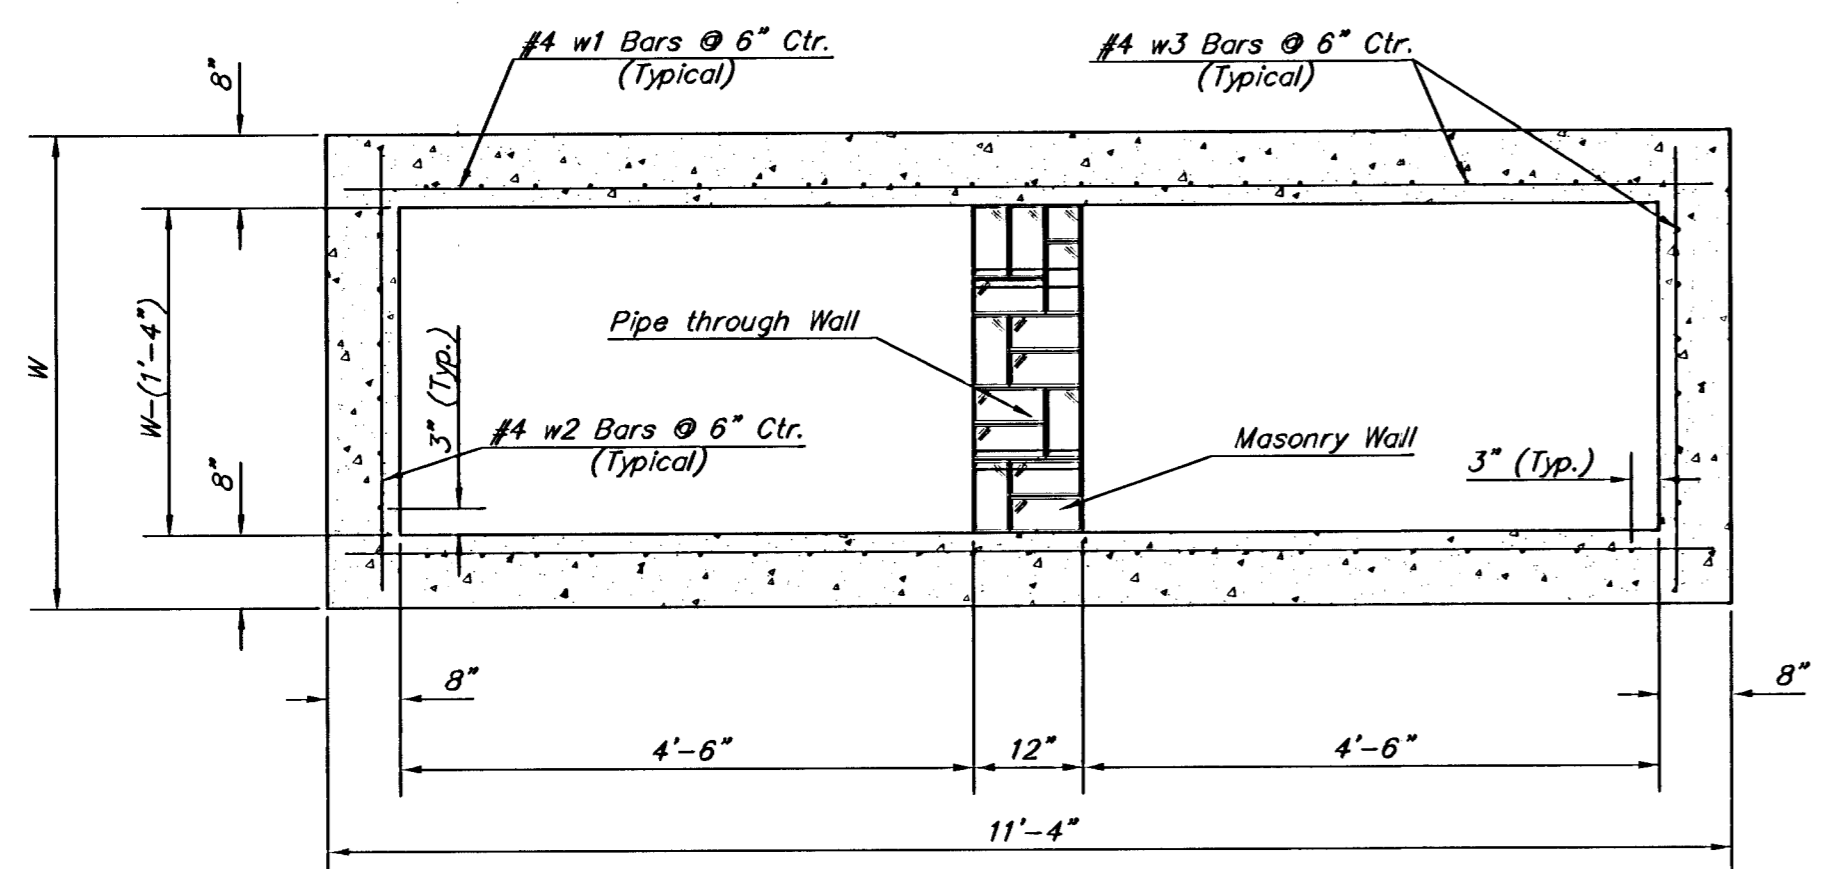 #4 w1 Bars @ 6" Ctr.
(Typical)
#4 w3 Bars @ 6" Ctr.
(Typical)
8"
W
W-(1'-4")
8"
Pipe through Wall
3" (Typ.)
#4 w2 Bars @ 6" Ctr.
(Typical)
Masonry Wall
3" (Typ.)
8"
8"
4'-6"
12"
4'-6"
11'-4"